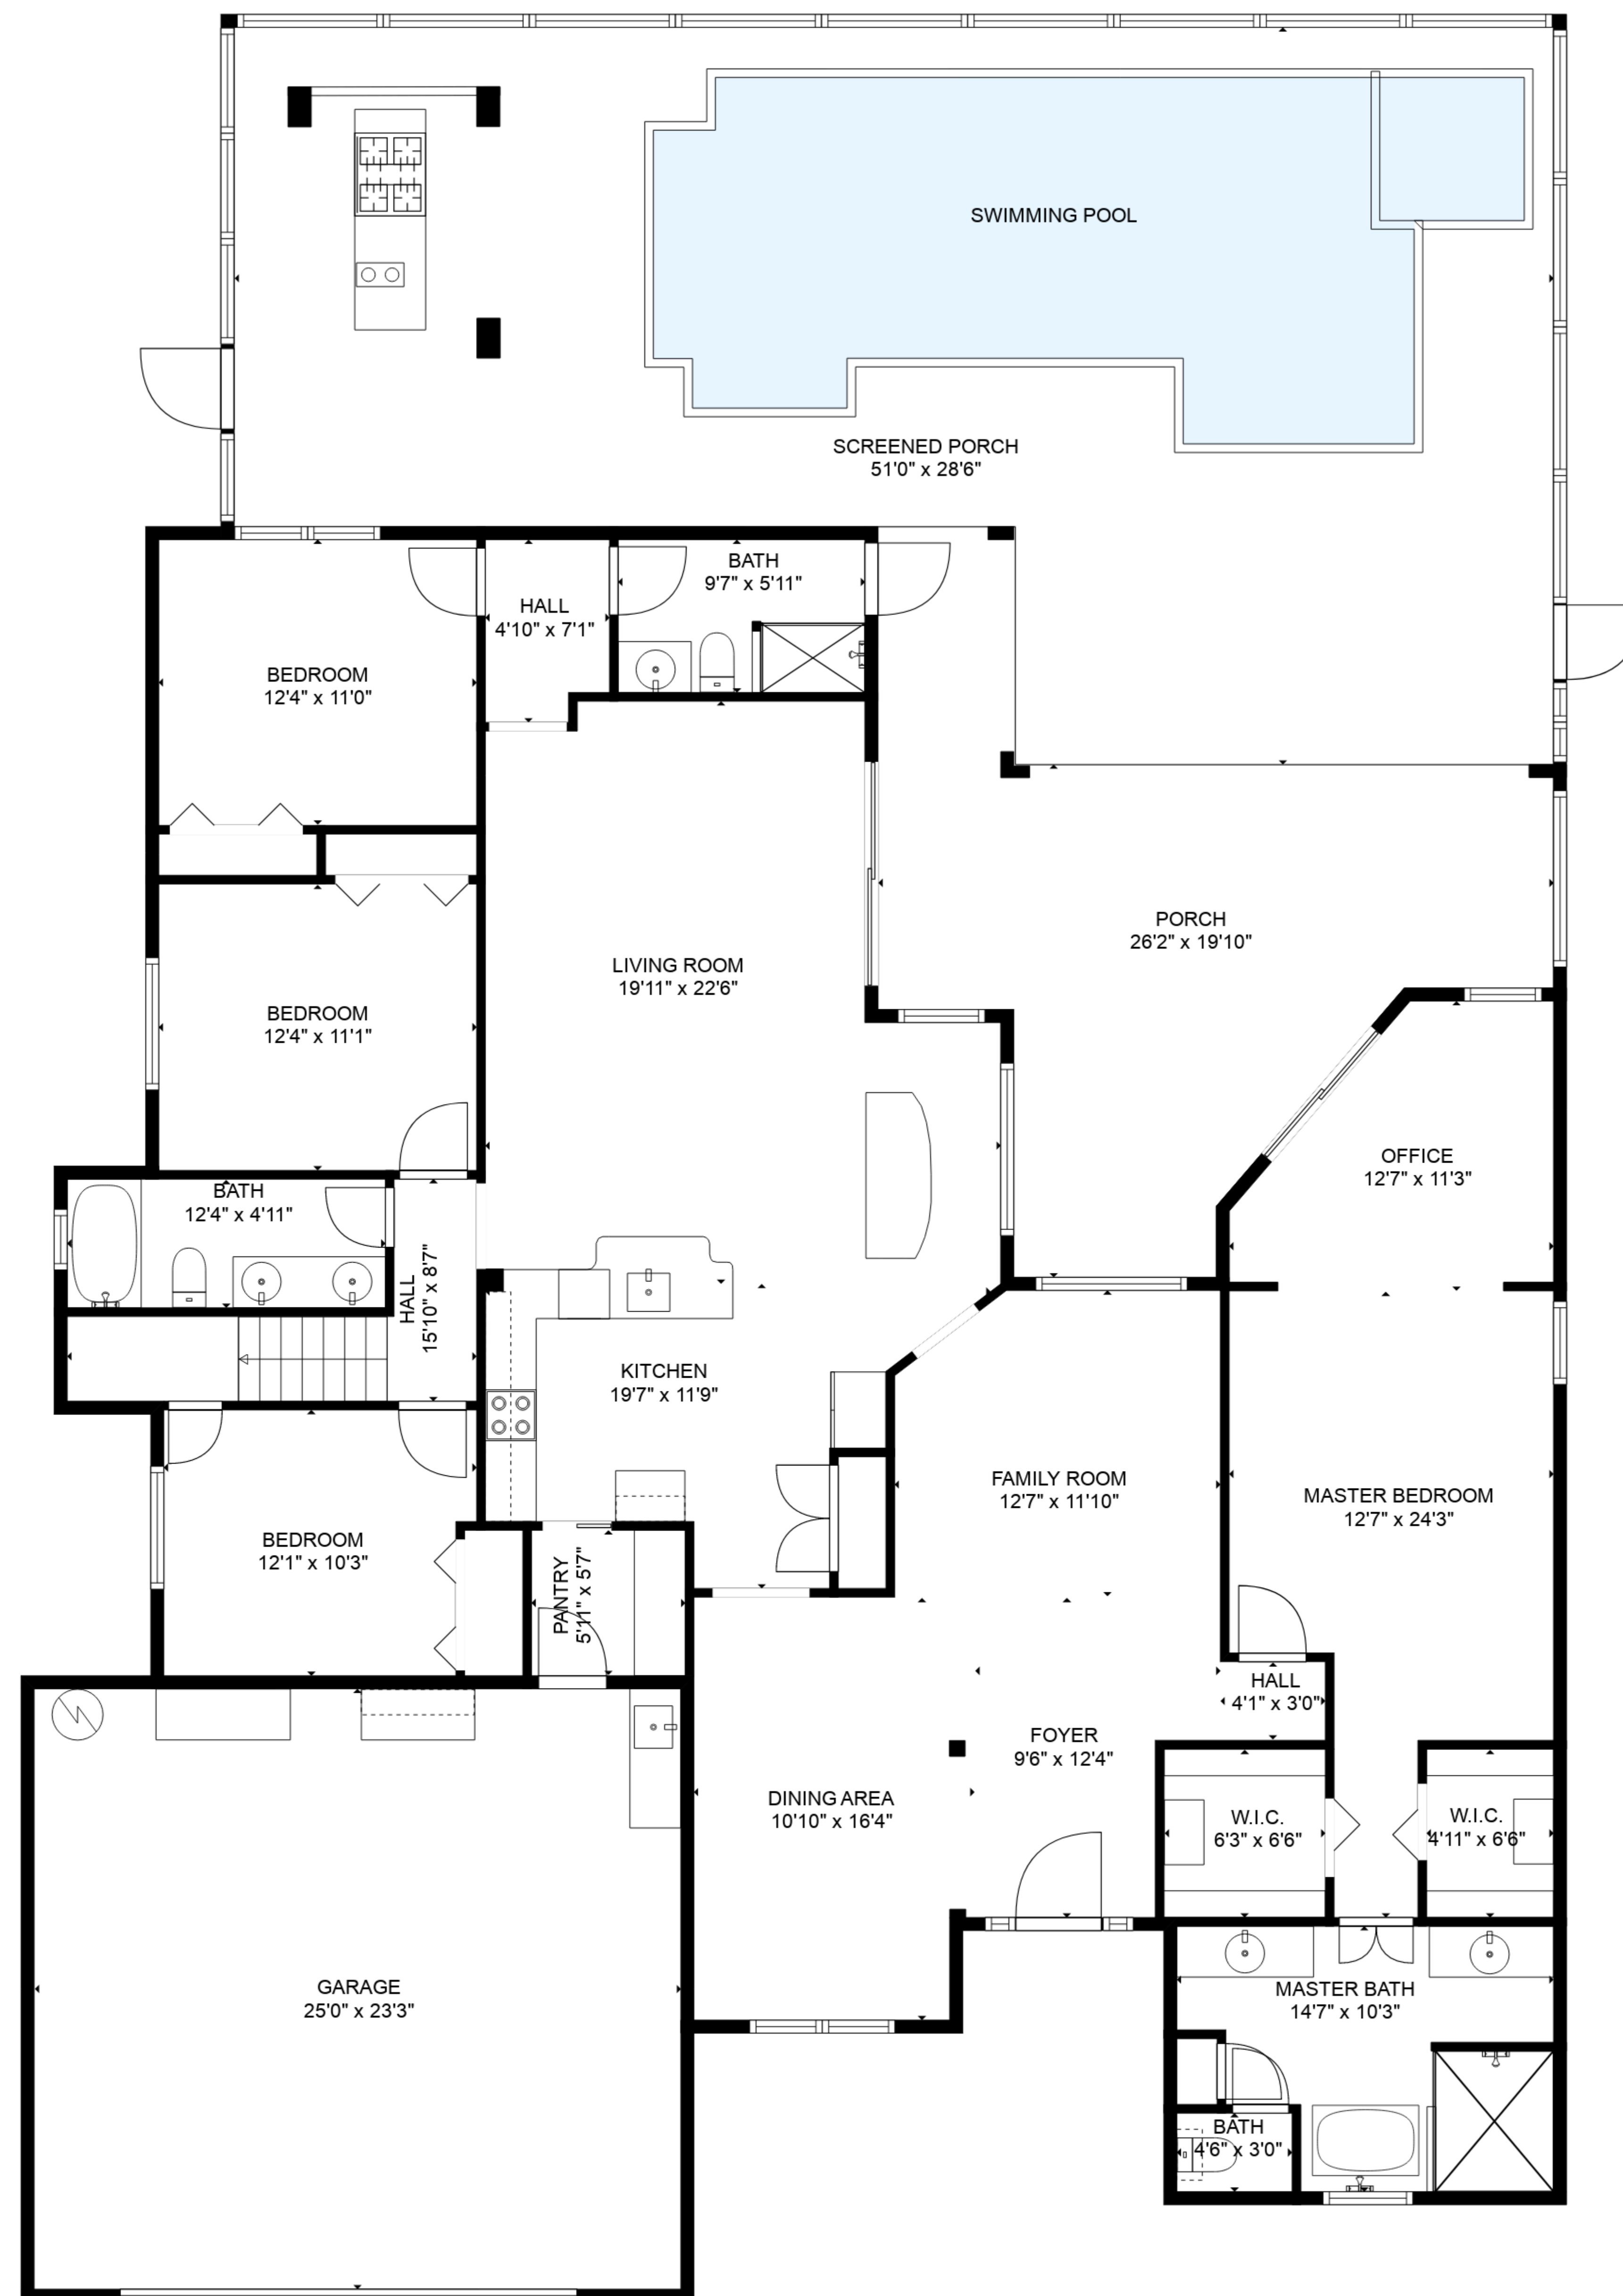 SWIMMING POOL
SCREENED PORCH
51'0" x 28'6"
BATH
9'7" x 5'11"
HALL
4'10" x 7'1"
BEDROOM
12'4" x 11'0"
PORCH
26'2" x 19'10"
LIVING ROOM
19'11" x 22'6"
BEDROOM
12'4" x 11'1"
OFFICE
12'7" x 11'3"
BATH
12'4" x 4'11"
HALL
15'10" x 8'7"
KITCHEN
19'7" x 11'9"
FAMILY ROOM
12'7" x 11'10"
MASTER BEDROOM
12'7" x 24'3"
BEDROOM
12'1" x 10'3"
PANTRY
5'11" x 5'7"
HALL
4'1" x 3'0"
FOYER
9'6" x 12'4"
DINING AREA
10'10" x 16'4"
W.I.C.
6'3" x 6'6"
W.I.C.
4'11" x 6'6"
GARAGE
25'0" x 23'3"
MASTER BATH
14'7" x 10'3"
BATH
4'6" x 3'0"